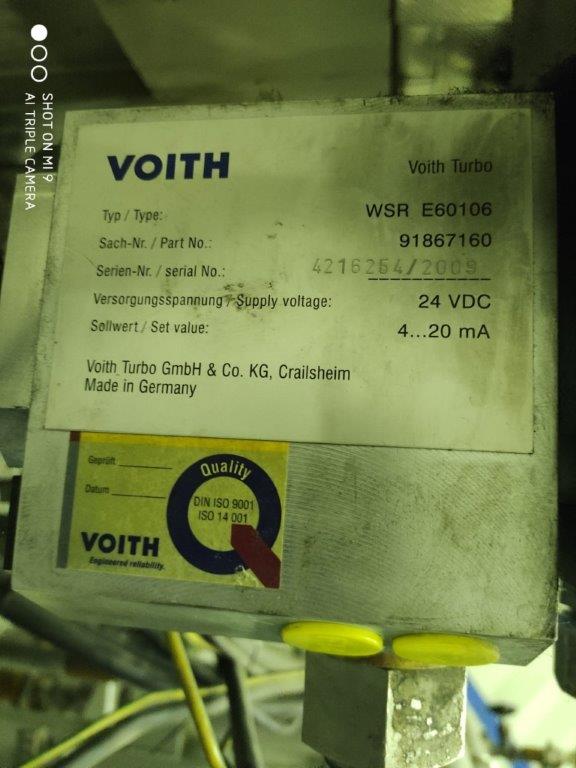 SHOT ON MI 9
AI TRIPLE CAMERA
VOITH
Voith Turbo
Typ / Type: WSR E60106
Sach-Nr. / Part No.: 91867160
Serien-Nr. / serial No.: 4216254/2009
Versorgungsspannung / Supply voltage: 24 VDC
Sollwert / Set value: 4...20 mA
Voith Turbo GmbH & Co. KG, Crailsheim
Made in Germany
Geprüft
Datum
Quality
DIN ISO 9001
ISO 14 001
VOITH
Engineered reliability.